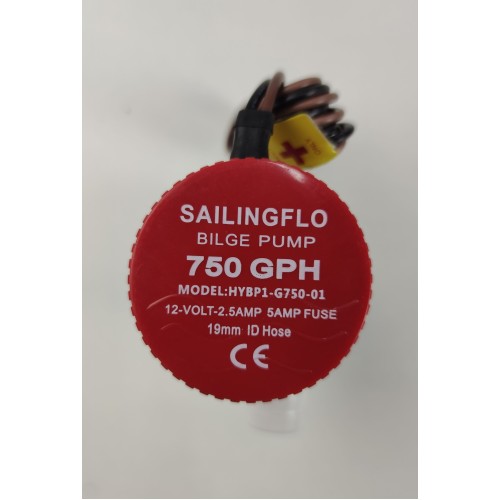 SAILINGFLO
BILGE PUMP
750 GPH
MODEL:HYBP1-G750-01
12-VOLT-2.5AMP 5AMP FUSE
19mm ID Hose
CE